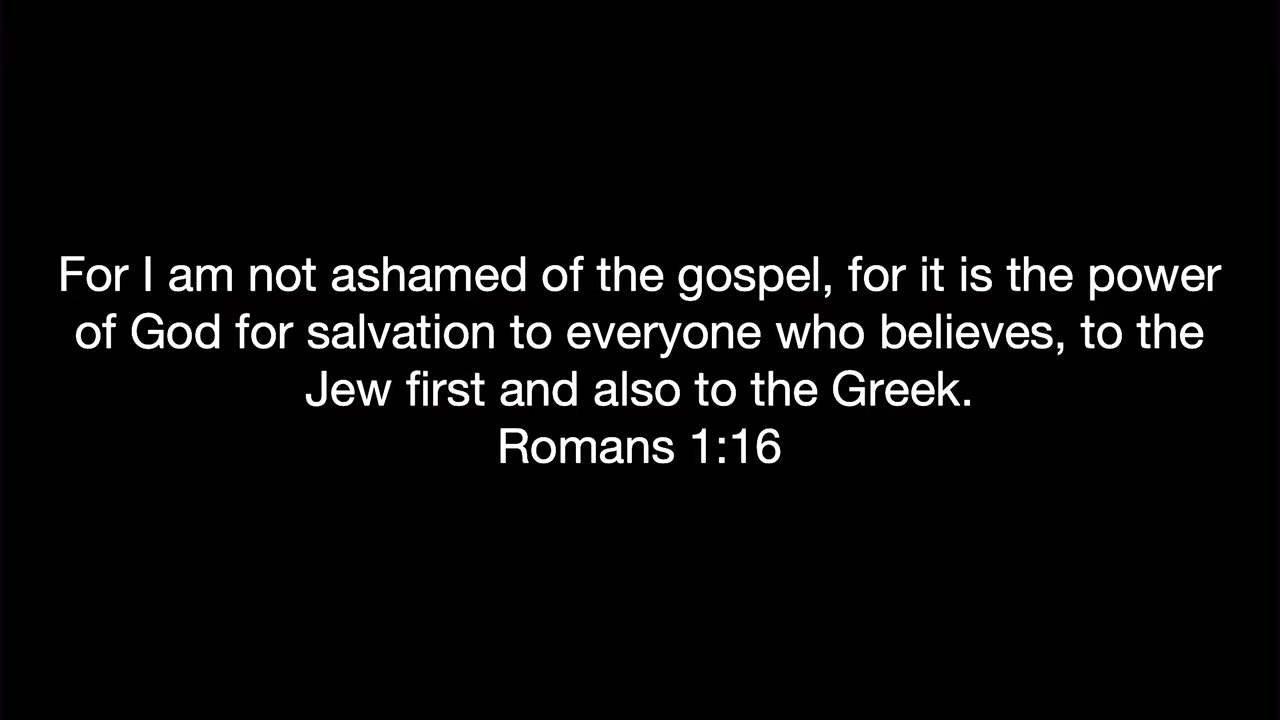 For I am not ashamed of the gospel, for it is the power
of God for salvation to everyone who believes, to the
Jew first and also to the Greek.
Romans 1:16